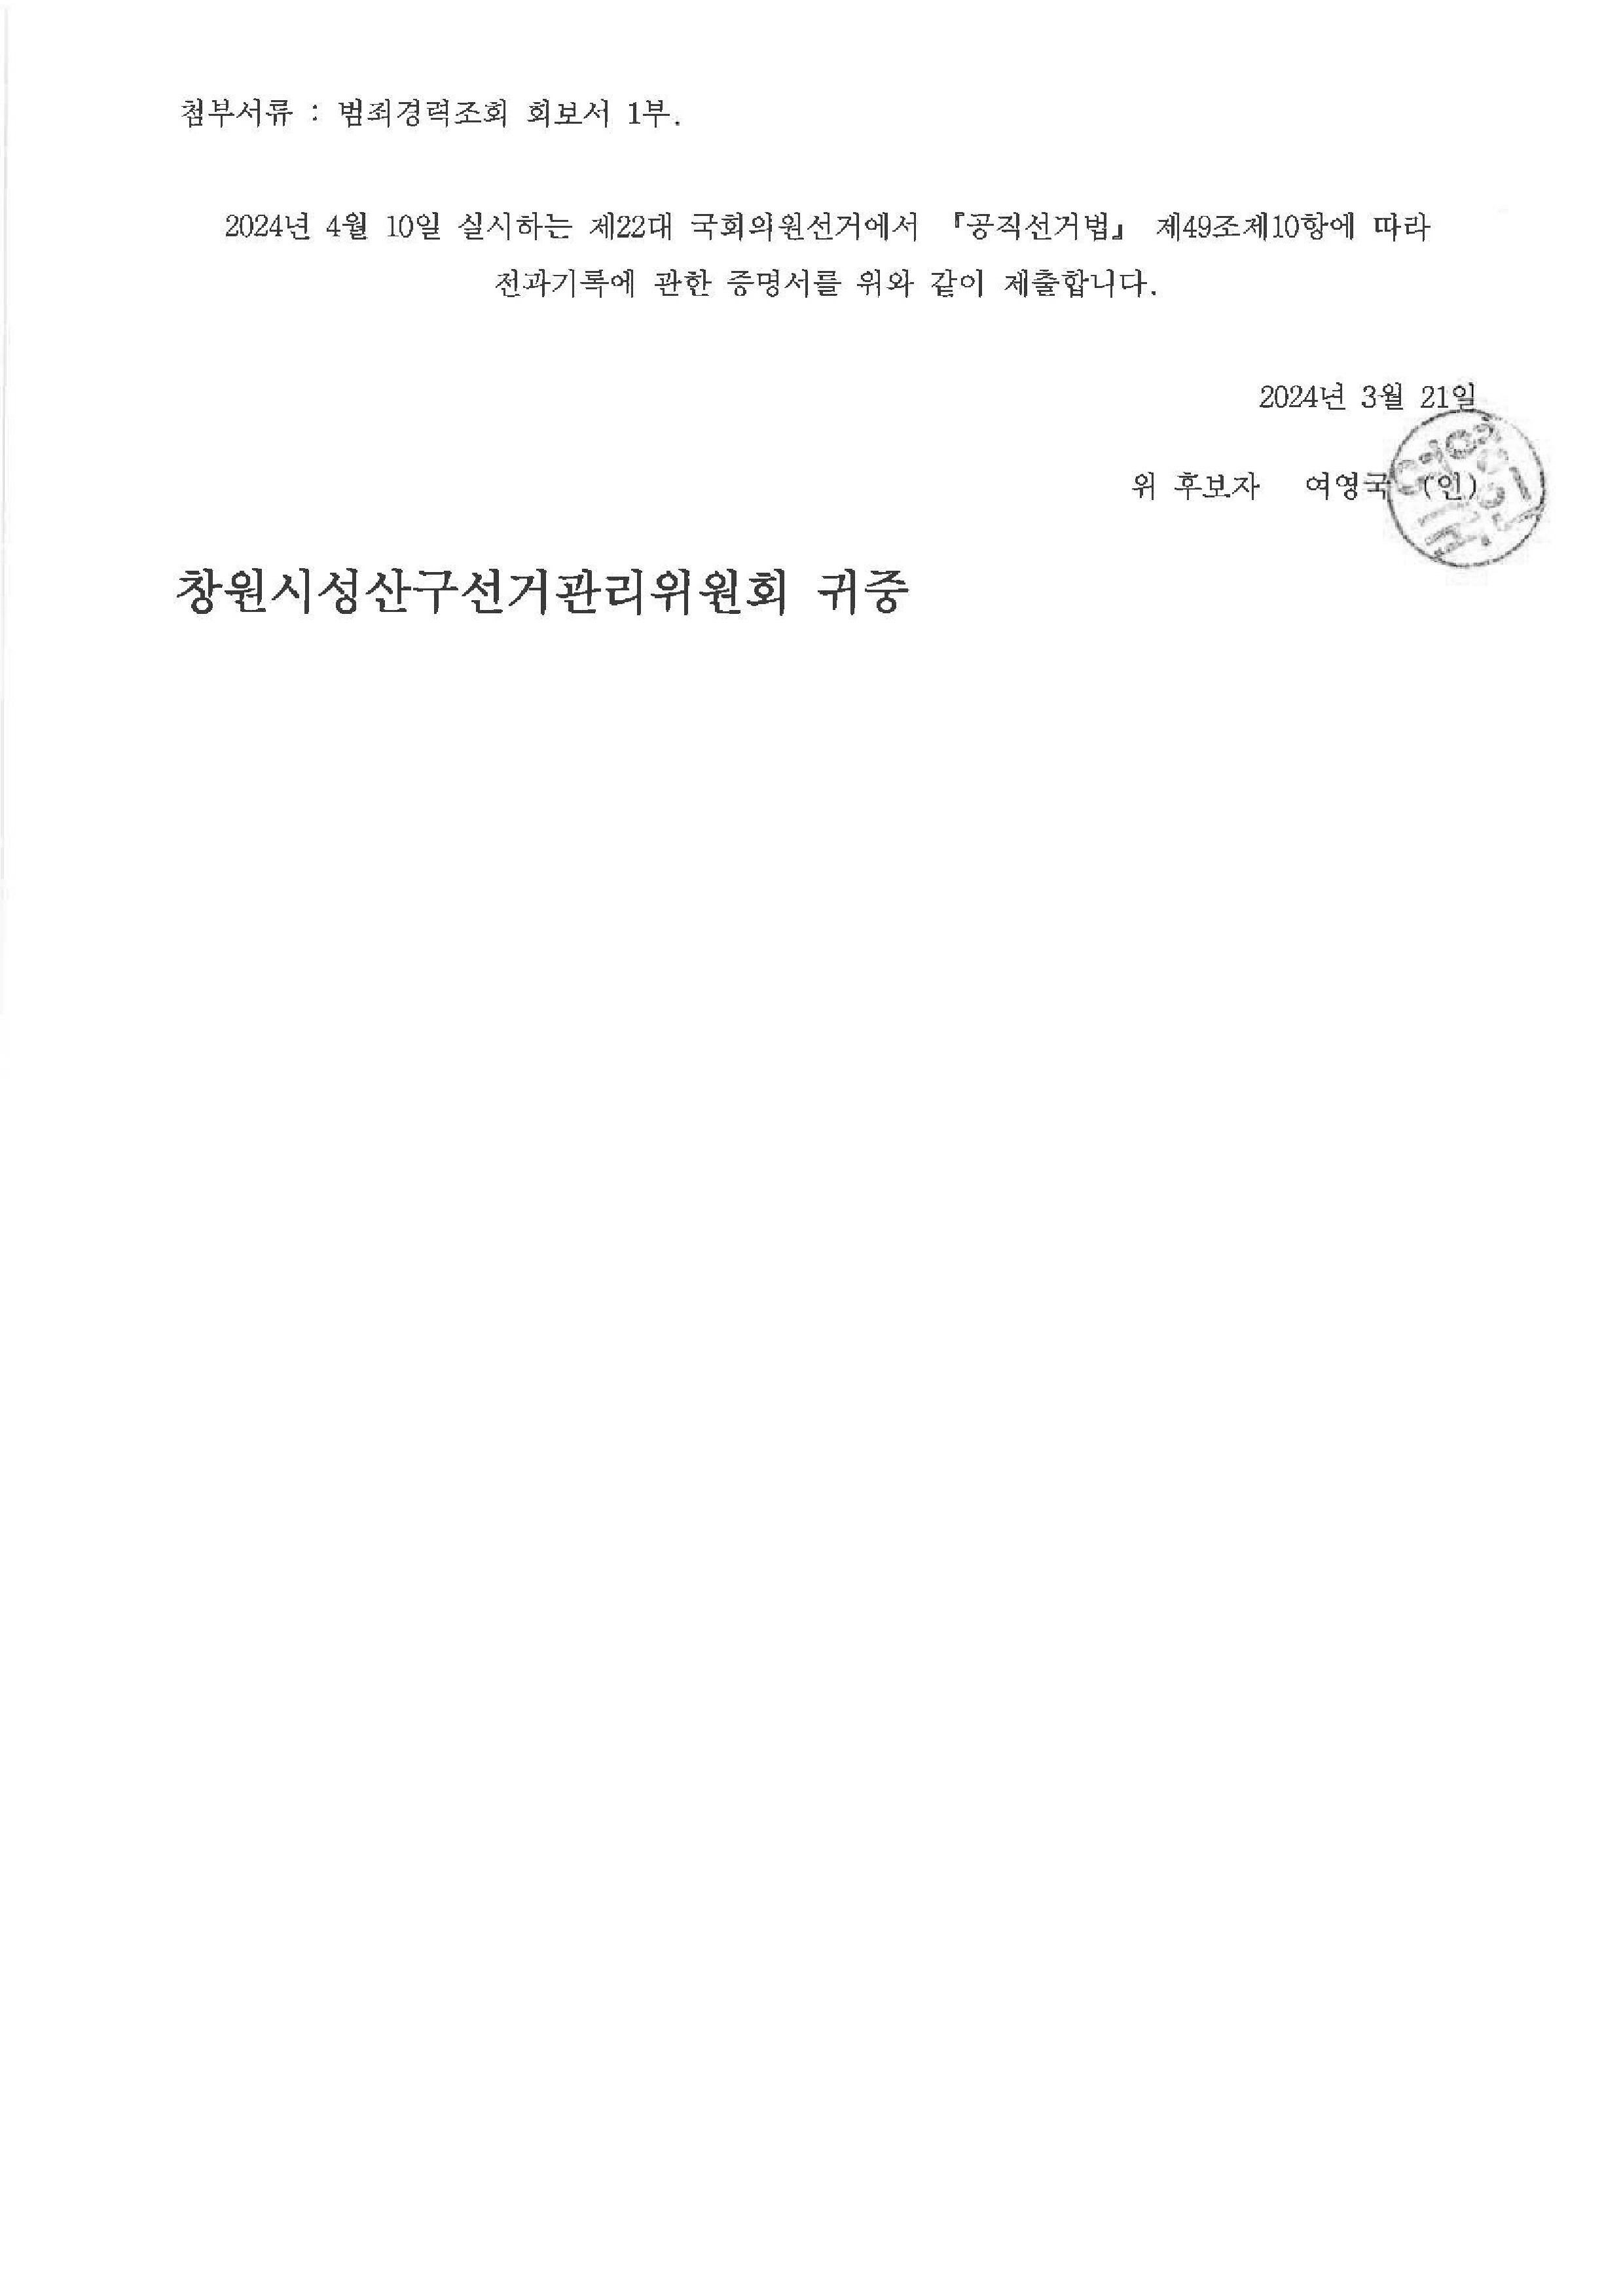 첨부서류 : 범죄경력조회 회보서 1부.
2024년 4월 10일 실시하는 제22대 국회의원선거에서 『공직선거법』 제49조제10항에 따라
전과기록에 관한 증명서를 위와 같이 제출합니다.
2024년 3월 21일
위 후보자 여영국 (인)
창원시성산구선거관리위원회 귀중